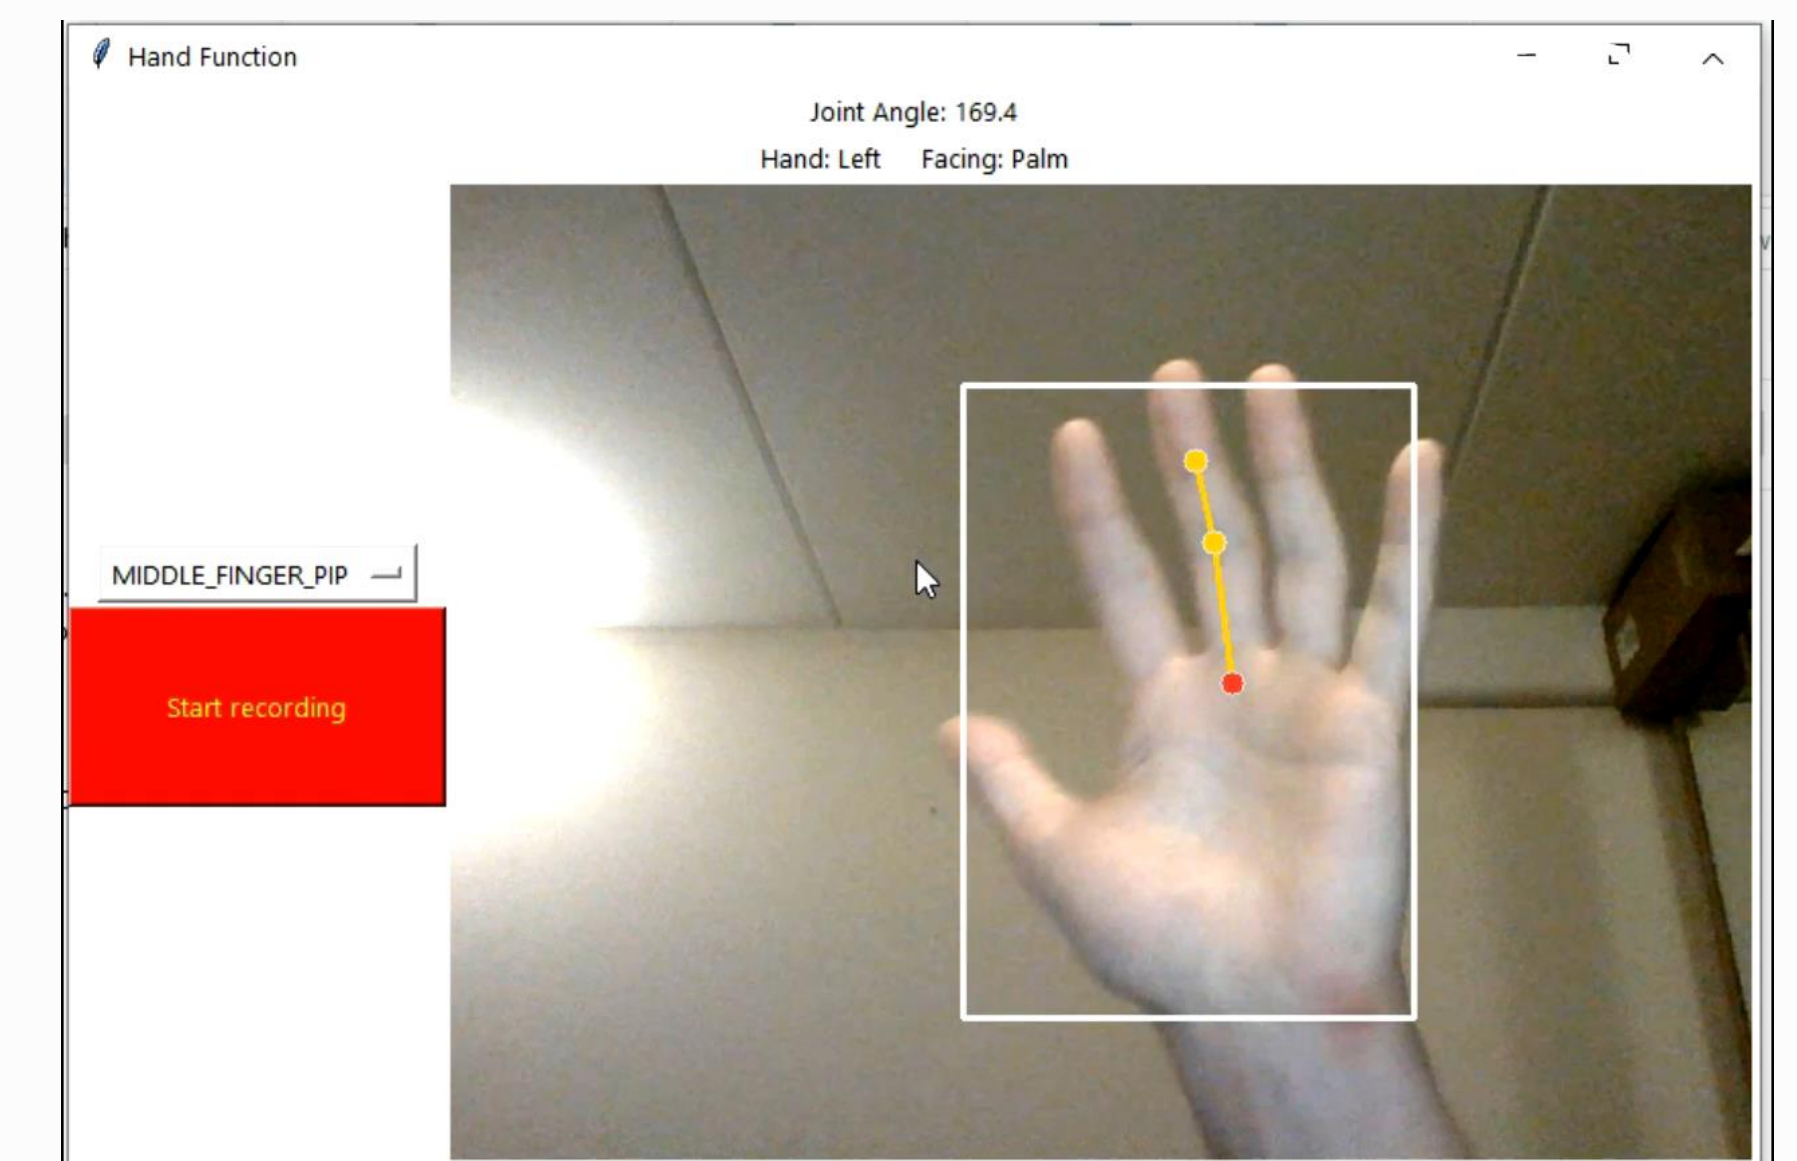 Hand Function
Joint Angle: 169.4
Hand: Left Facing: Palm
MIDDLE_FINGER_PIP
Start recording